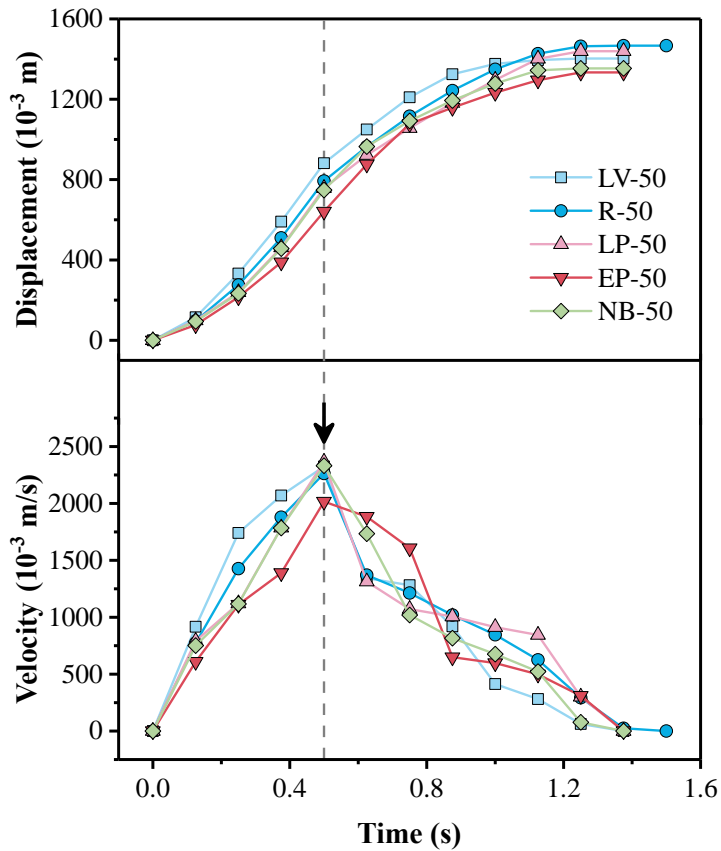 1600
1200
800
400
0
Displacement (10⁻³ m)
LV-50
R-50
LP-50
EP-50
NB-50
2500
2000
1500
1000
500
0
Velocity (10⁻³ m/s)
0.0 0.4 0.8 1.2 1.6
Time (s)